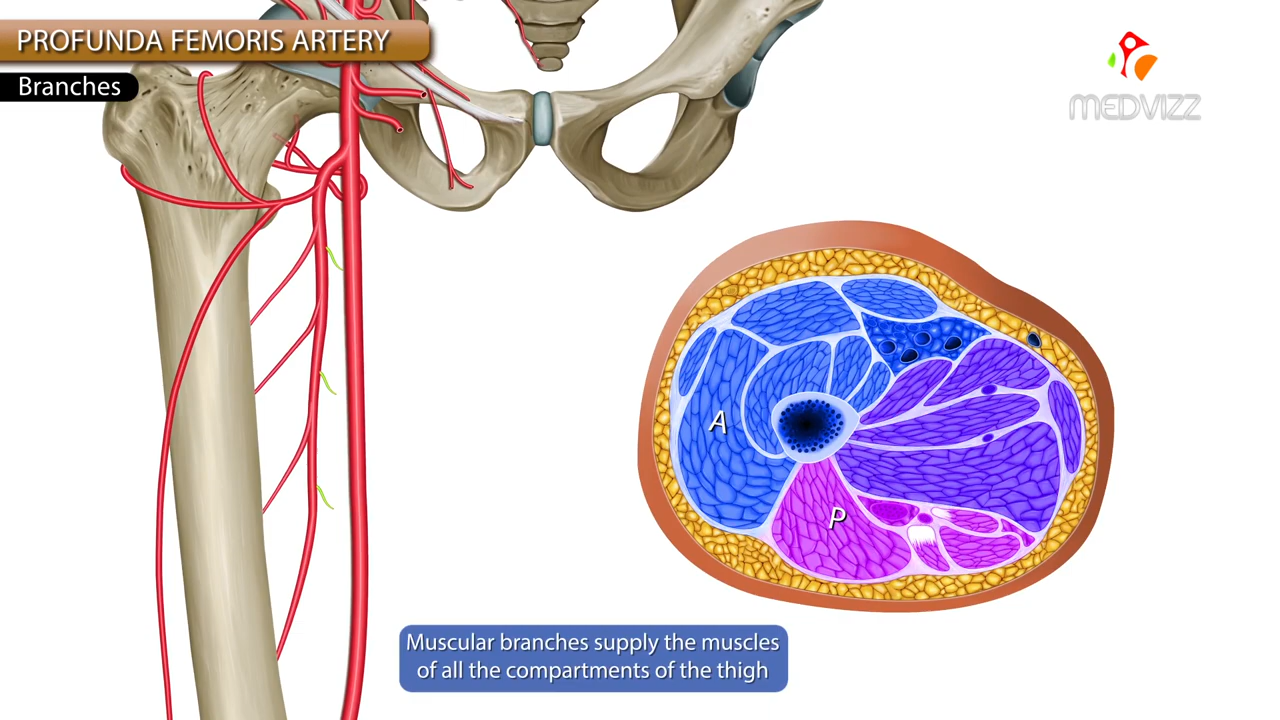 PROFUNDA FEMORIS ARTERY
Branches
MEDVIZZ
A
P
Muscular branches supply the muscles
of all the compartments of the thigh